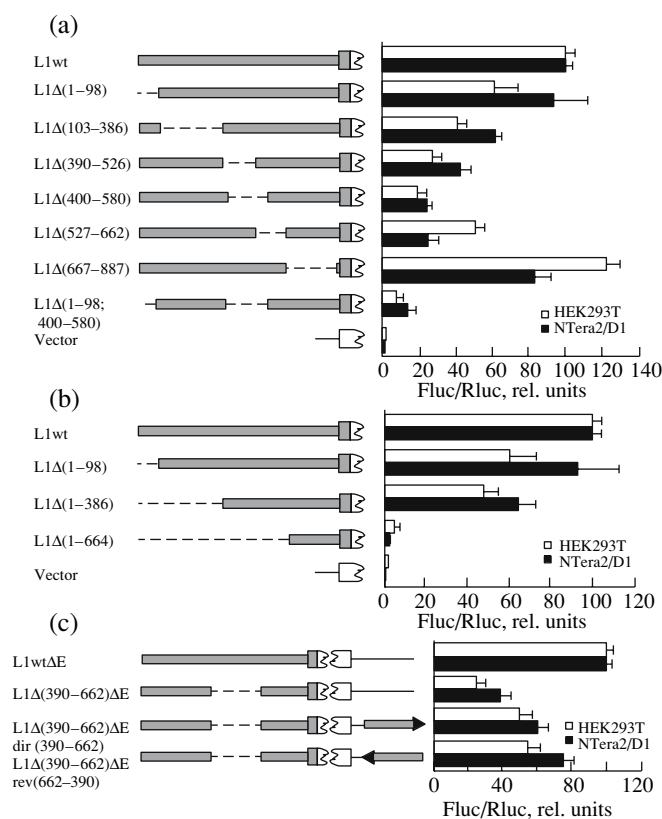 (a)
L1wt
L1Δ(1–98)
L1Δ(103–386)
L1Δ(390–526)
L1Δ(400–580)
L1Δ(527–662)
L1Δ(667–887)
L1Δ(1–98;
400–580)
Vector
HEK293T
NTera2/D1
0 20 40 60 80 100 120 140
Fluc/Rluc, rel. units
(b)
L1wt
L1Δ(1–98)
L1Δ(1–386)
L1Δ(1–664)
Vector
HEK293T
NTera2/D1
0 20 40 60 80 100 120
Fluc/Rluc, rel. units
(c)
L1wtΔE
L1Δ(390–662)ΔE
L1Δ(390–662)ΔE
dir (390–662)
L1Δ(390–662)ΔE
rev(662–390)
HEK293T
NTera2/D1
0 40 80 120
Fluc/Rluc, rel. units